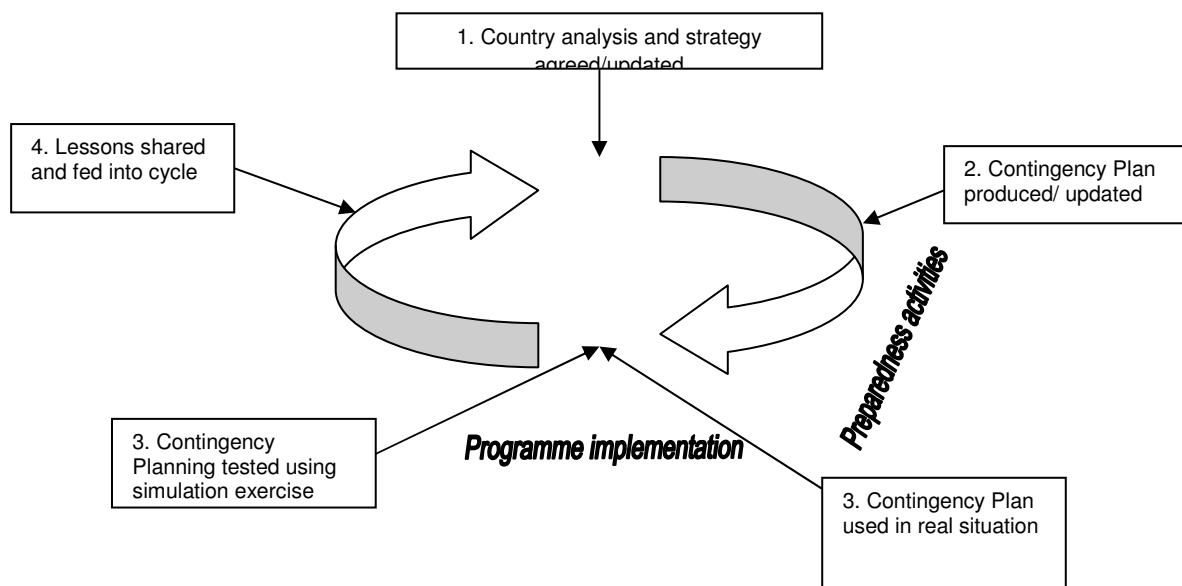 1. Country analysis and strategy
agreed/updated
4. Lessons shared
and fed into cycle
2. Contingency Plan
produced/ updated
Preparedness activities
3. Contingency
Planning tested using
simulation exercise
Programme implementation
3. Contingency Plan
used in real situation